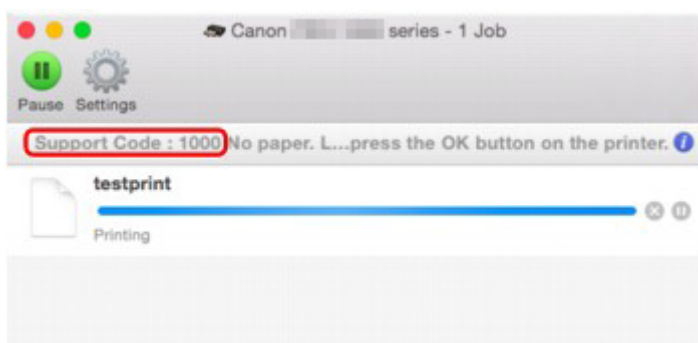 Canon series - 1 Job
Pause Settings
Support Code : 1000 No paper. L...press the OK button on the printer.
testprint
Printing